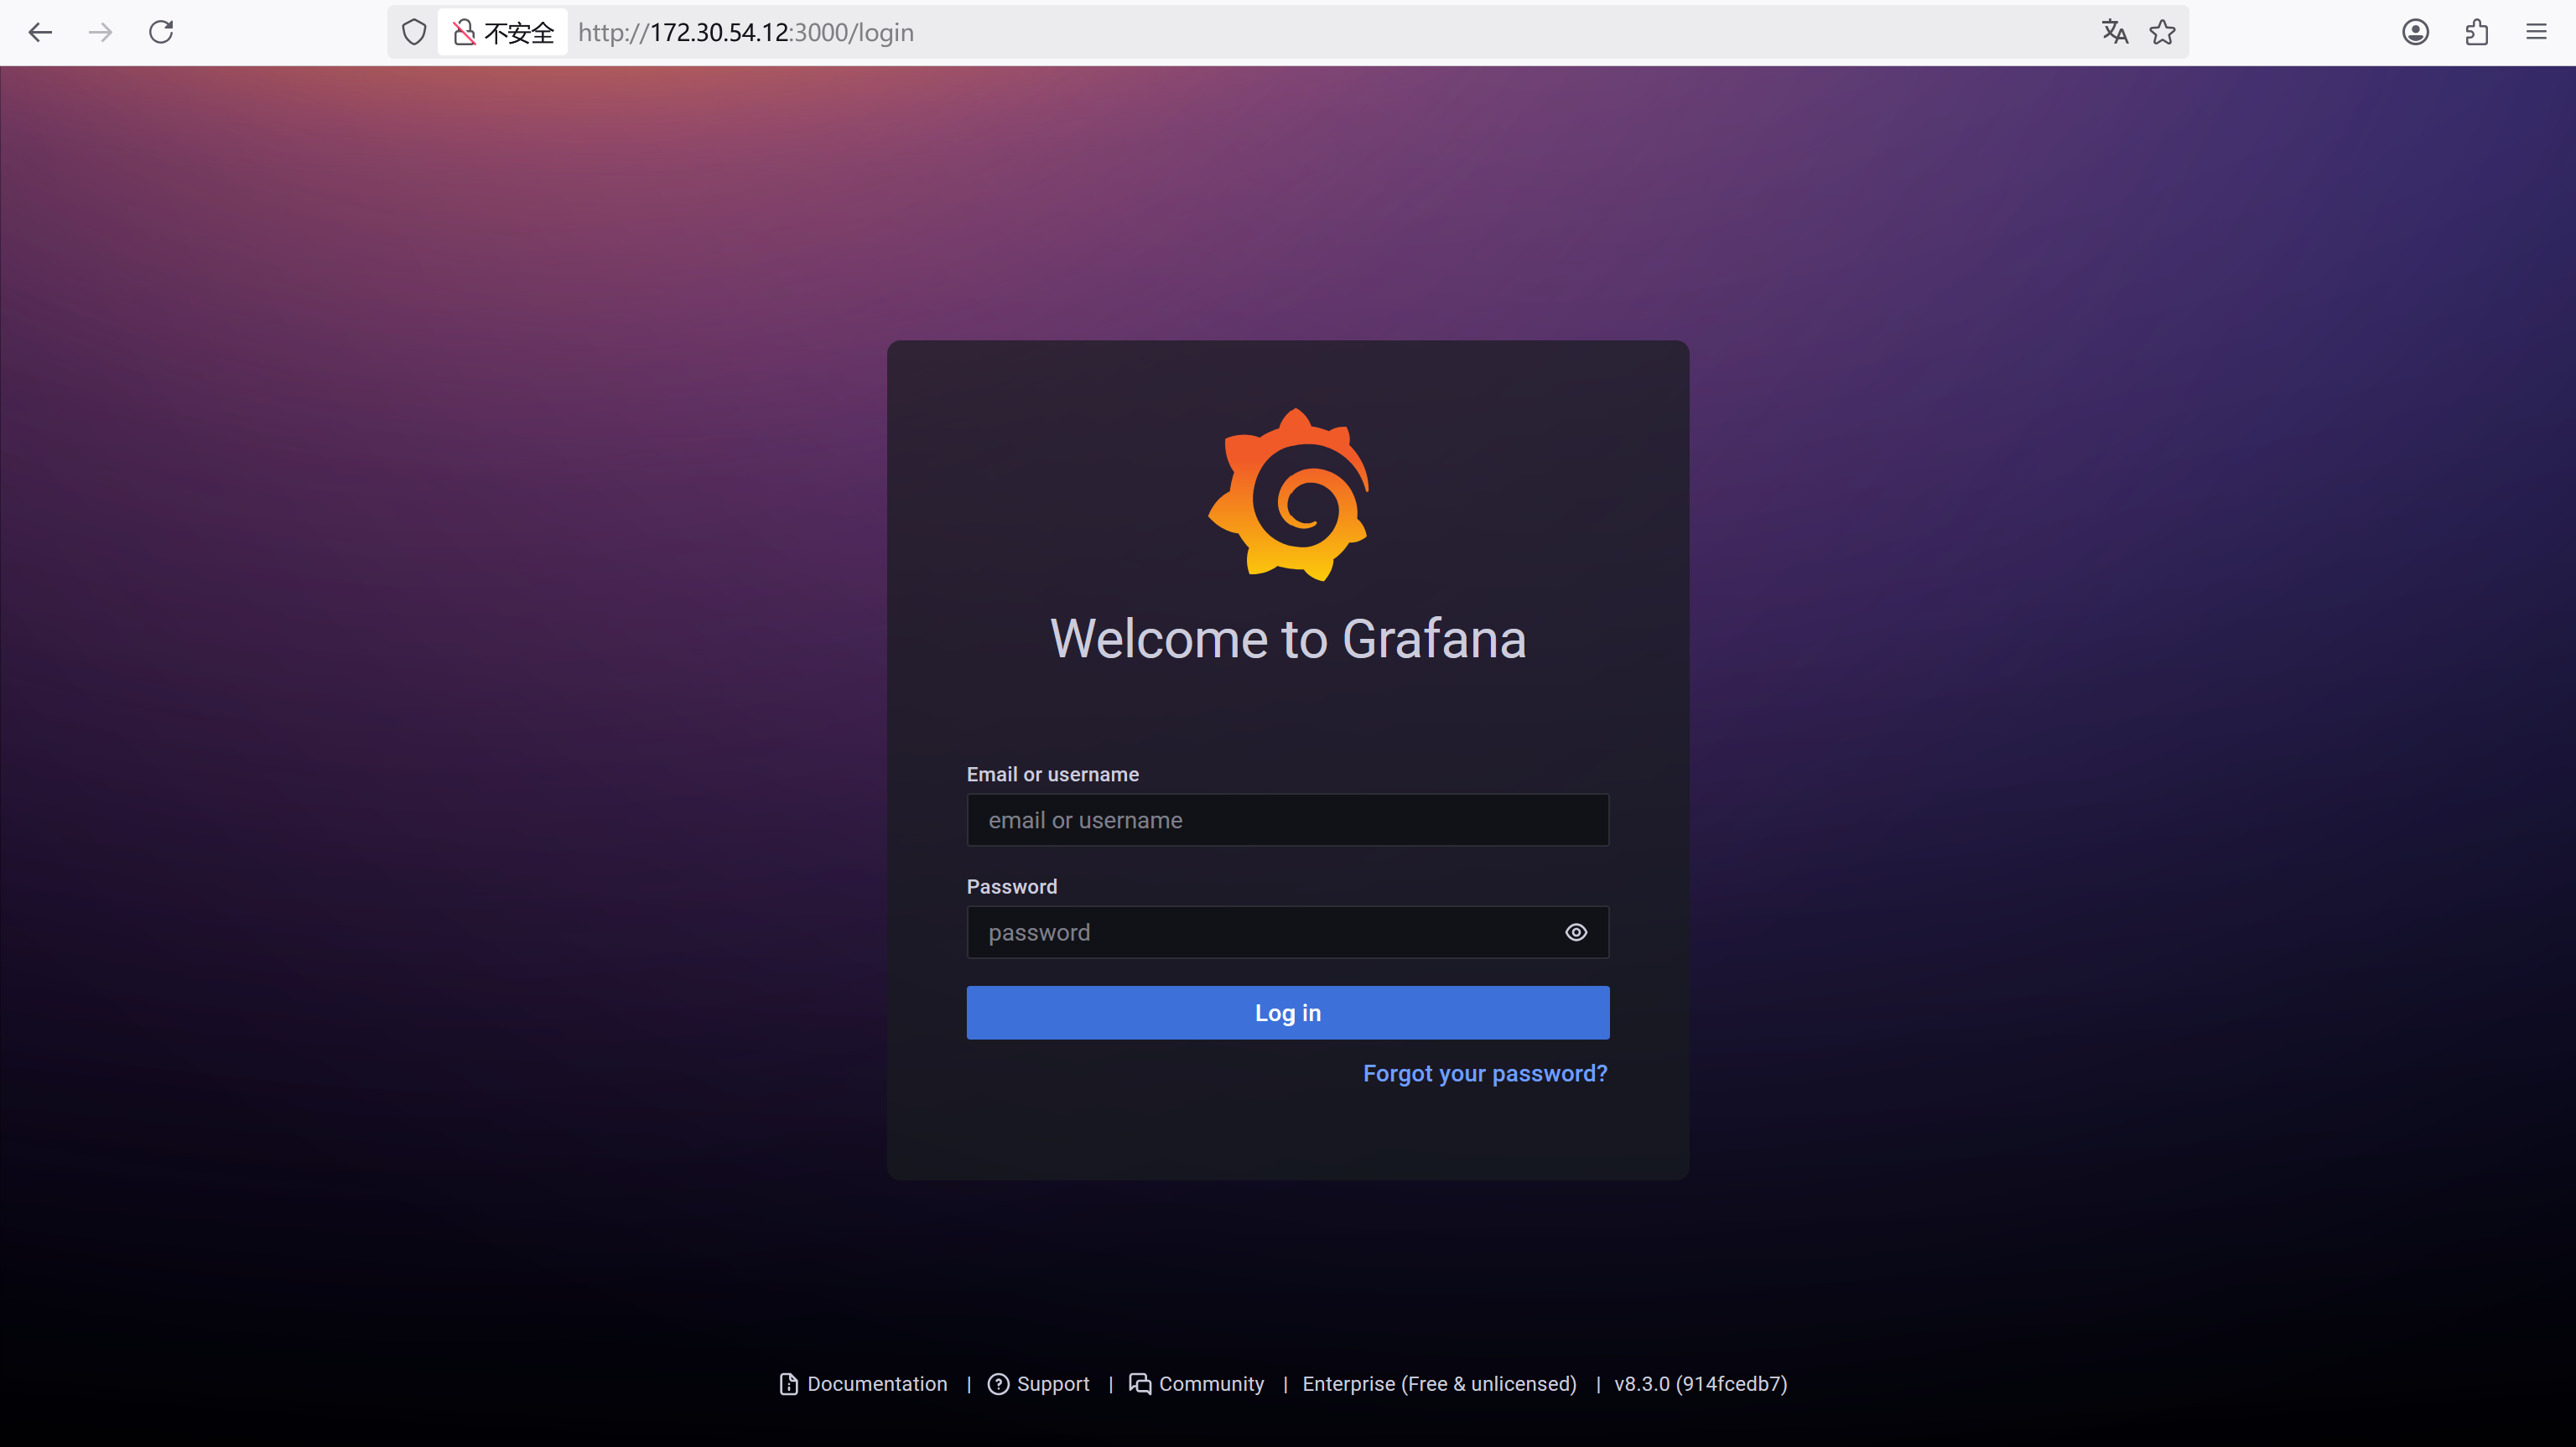 不安全 http://172.30.54.12:3000/login
Welcome to Grafana
Email or username
email or username
Password
password
Log in
Forgot your password?
Documentation | Support | Community | Enterprise (Free & unlicensed) | v8.3.0 (914fcedb7)